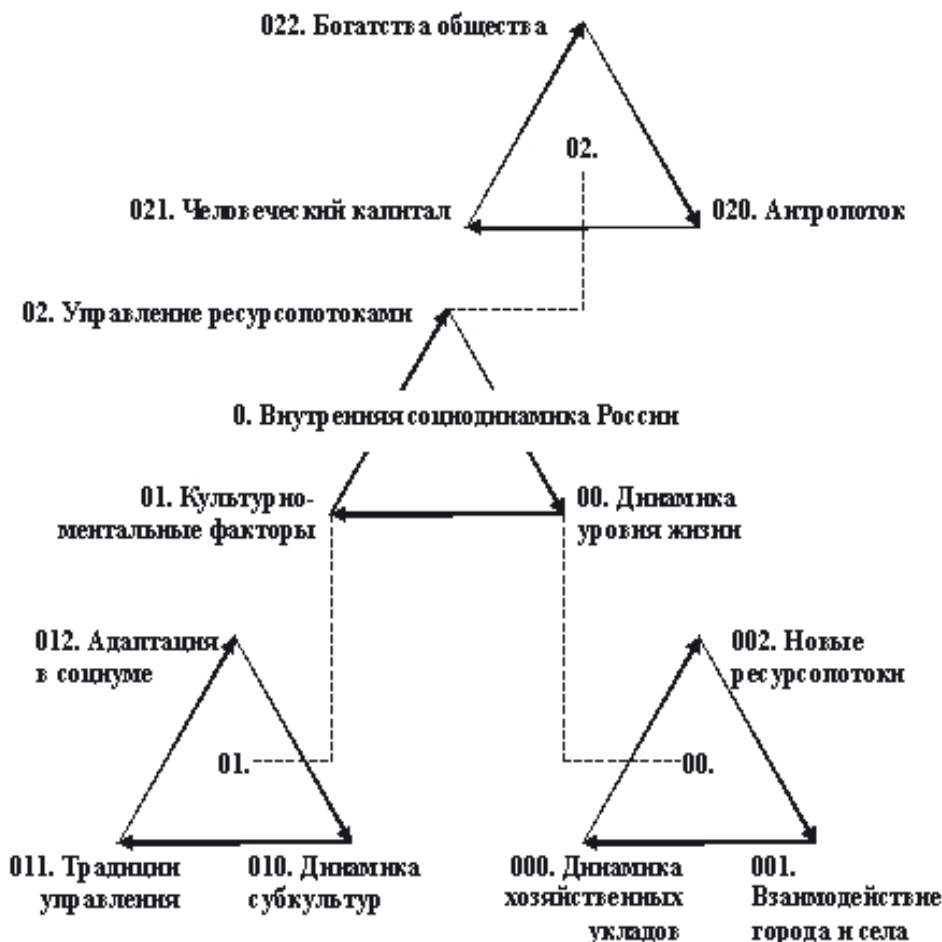 022. Богатства общества
02.
021. Человеческий капитал
020. Антропоток
02. Управление ресурсопотоками
0. Внутренняя социодинамика России
01. Культурно-
ментальные факторы
00. Динамика
уровня жизни
012. Адаптация
в социуме
002. Новые
ресурсопотоки
01.
00.
011. Традиции
управления
010. Динамика
субкультур
000. Динамика
хозяйственных
укладов
001.
Взаимодействие
города и села